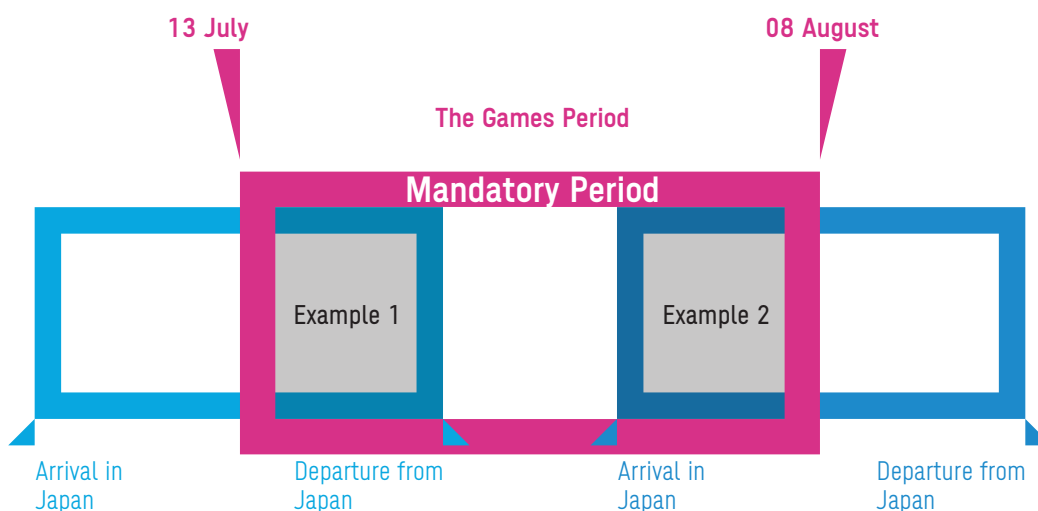 13 July
08 August
The Games Period
Mandatory Period
Example 1
Example 2
Arrival in
Japan
Departure from
Japan
Arrival in
Japan
Departure from
Japan